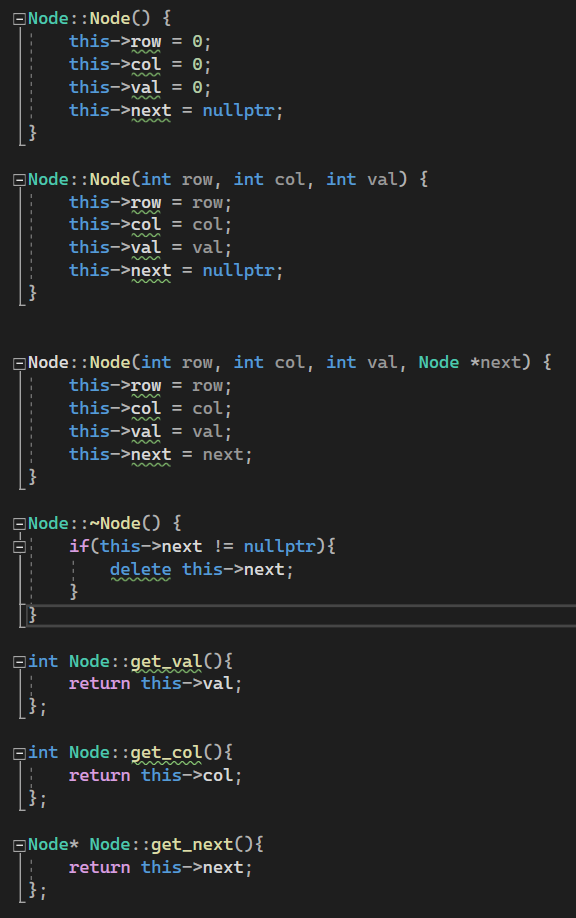 Node::Node() {
    this->row = 0;
    this->col = 0;
    this->val = 0;
    this->next = nullptr;
}
Node::Node(int row, int col, int val) {
    this->row = row;
    this->col = col;
    this->val = val;
    this->next = nullptr;
}
Node::Node(int row, int col, int val, Node *next) {
    this->row = row;
    this->col = col;
    this->val = val;
    this->next = next;
}
Node::~Node() {
    if(this->next != nullptr){
        delete this->next;
    }
}
int Node::get_val(){
    return this->val;
};
int Node::get_col(){
    return this->col;
};
Node* Node::get_next(){
    return this->next;
};